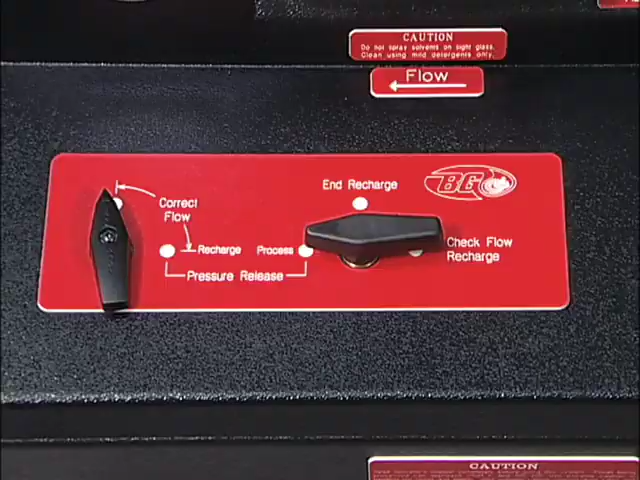 CAUTION
Do not spray solvents on sight glass.
Clean using mild detergents only.
Flow
End Recharge
BG
Correct
Flow
Recharge
Process
Check Flow
Recharge
Pressure Release
CAUTION